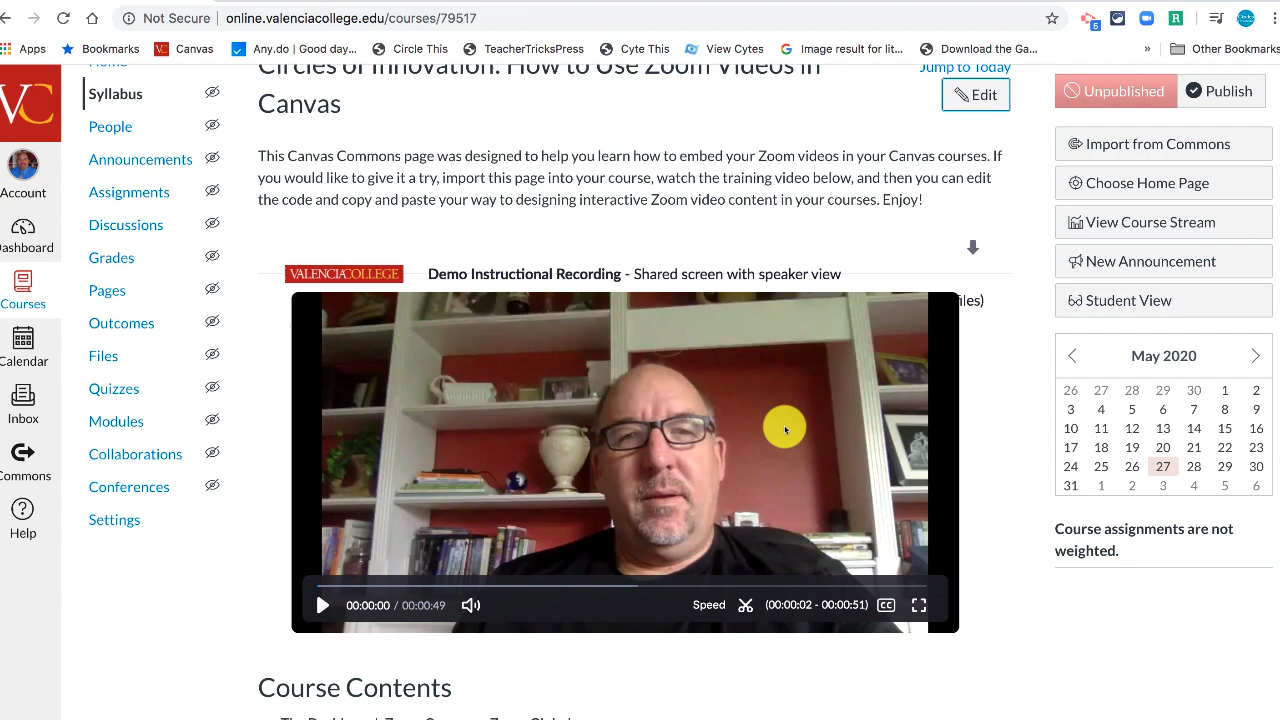 Not Secure | online.valenciacollege.edu/courses/79517
5
Apps Bookmarks Canvas Any.do | Good day... Circle This TeacherTricksPress Cyte This View Cytes Image result for lit... Download the Ga... » Other Bookmarks
VC
Account
Dashboard
Courses
Calendar
Inbox
Commons
Help
Home
Syllabus
People
Announcements
Assignments
Discussions
Grades
Pages
Outcomes
Files
Quizzes
Modules
Collaborations
Conferences
Settings
Circles of Innovation: How to Use Zoom Videos in
Canvas
Jump to Today
Edit
This Canvas Commons page was designed to help you learn how to embed your Zoom videos in your Canvas courses. If
you would like to give it a try, import this page into your course, watch the training video below, and then you can edit
the code and copy and paste your way to designing interactive Zoom video content in your courses. Enjoy!
VALENCIACOLLEGE Demo Instructional Recording - Shared screen with speaker view
files)
00:00:00 / 00:00:49 Speed (00:00:02 - 00:00:51) CC
Course Contents
Unpublished Publish
Import from Commons
Choose Home Page
View Course Stream
New Announcement
Student View
May 2020
26 27 28 29 30 1 2
3 4 5 6 7 8 9
10 11 12 13 14 15 16
17 18 19 20 21 22 23
24 25 26 27 28 29 30
31 1 2 3 4 5 6
Course assignments are not
weighted.